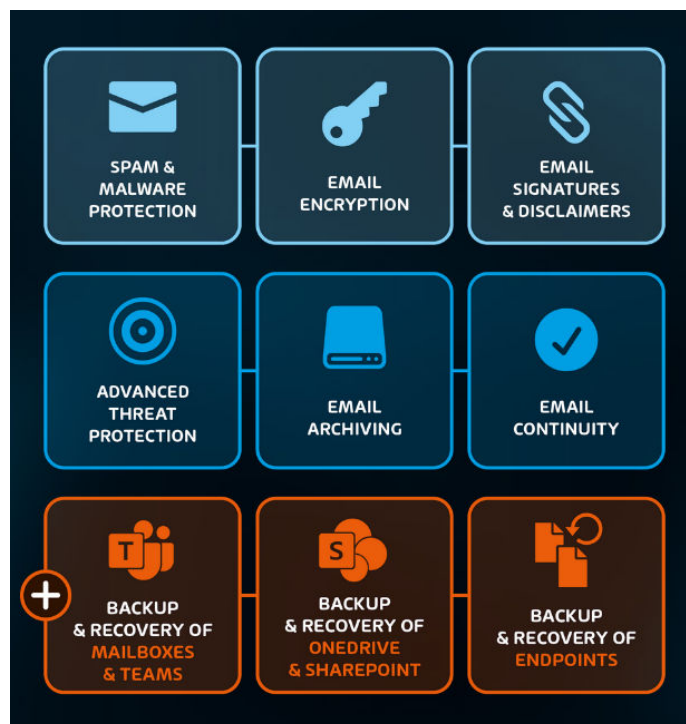 SPAM &
MALWARE
PROTECTION
EMAIL
ENCRYPTION
EMAIL
SIGNATURES
& DISCLAIMERS
ADVANCED
THREAT
PROTECTION
EMAIL
ARCHIVING
EMAIL
CONTINUITY
+
T
BACKUP
& RECOVERY OF
MAILBOXES
& TEAMS
S
BACKUP
& RECOVERY OF
ONEDRIVE
& SHAREPOINT
BACKUP
& RECOVERY OF
ENDPOINTS